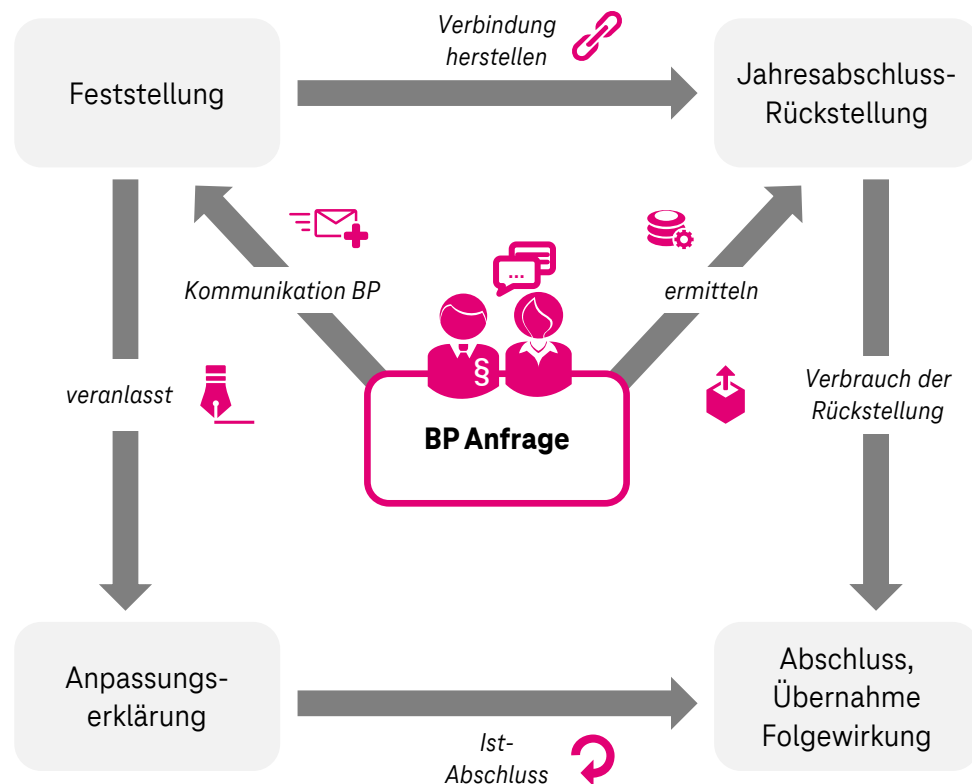 Verbindung
herstellen
Feststellung
Jahresabschluss-
Rückstellung
Kommunikation BP
...
ermitteln
§
veranlasst
Verbrauch der
Rückstellung
BP Anfrage
Anpassungs-
erklärung
Abschluss,
Übernahme
Folgewirkung
Ist-
Abschluss